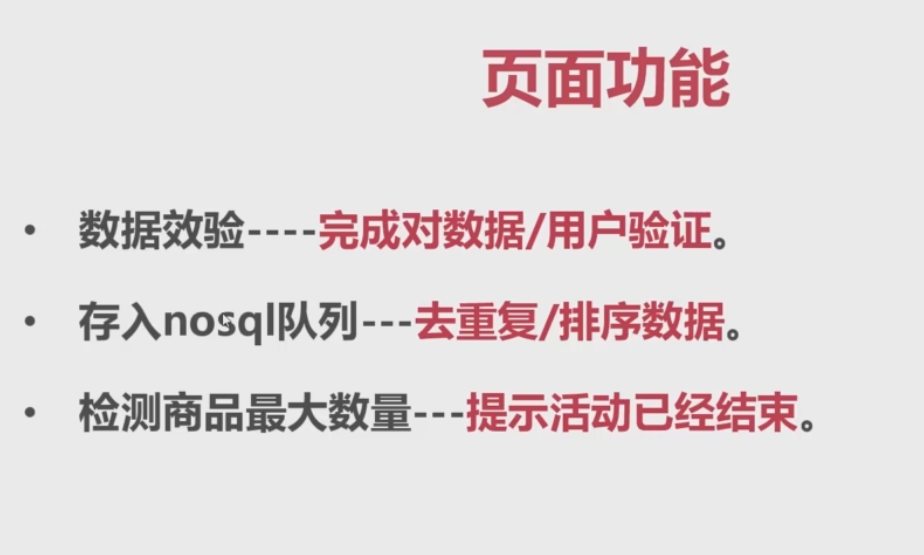 页面功能
• 数据效验----完成对数据/用户验证。
• 存入nosql队列---去重复/排序数据。
• 检测商品最大数量---提示活动已经结束。